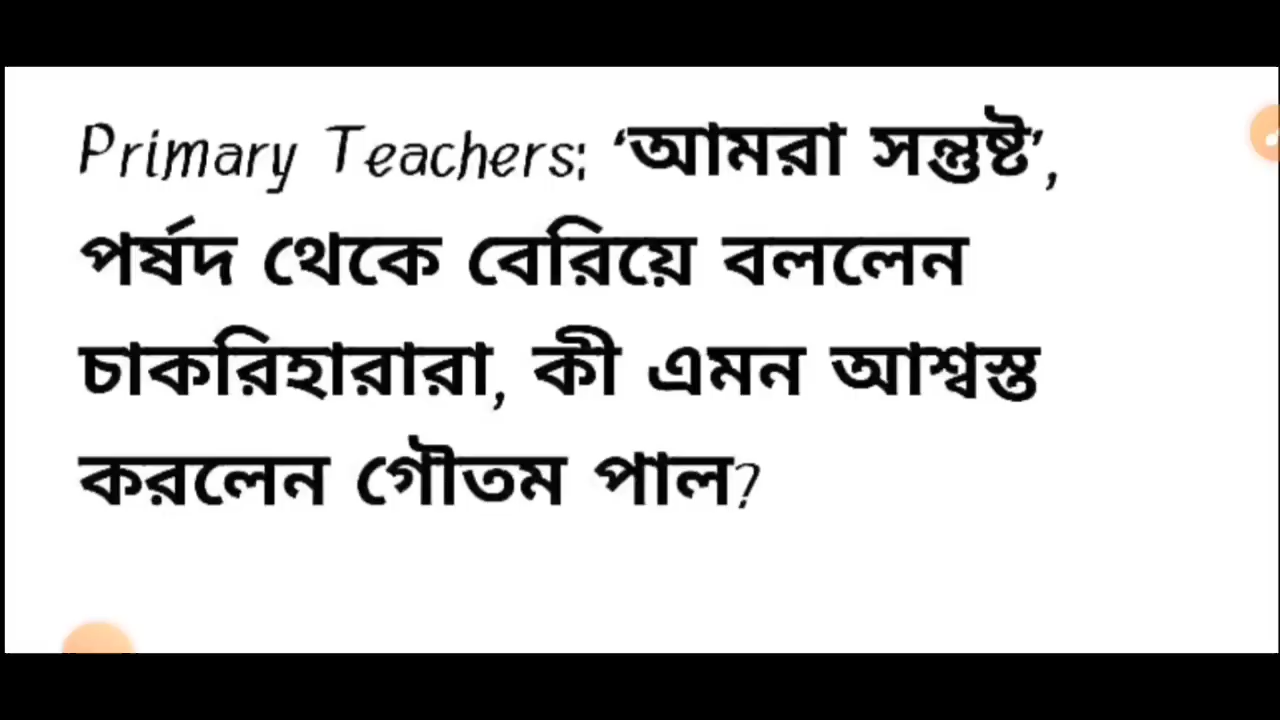 Primary Teachers: ‘আমরা সন্তুষ্ট’,
পর্ষদ থেকে বেরিয়ে বললেন
চাকরিহারারা, কী এমন আশ্বস্ত
করলেন গৌতম পাল?